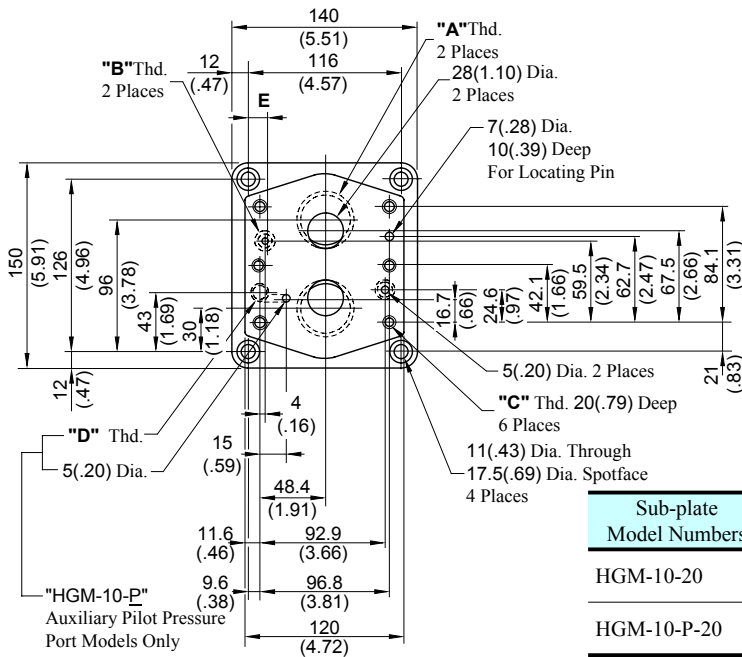 140
(5.51)
12
(.47)
116
(4.57)
"A" Thd.
2 Places
"B" Thd.
2 Places
28(1.10) Dia.
2 Places
E
7(.28) Dia.
10(.39) Deep
For Locating Pin
150
(5.91)
126
(4.96)
96
(3.78)
43
(1.69)
30
(1.18)
12
(.47)
16.7
(.66)
24.6
(.97)
42.1
(1.66)
59.5
(2.34)
62.7
(2.47)
67.5
(2.66)
84.1
(3.31)
21
(.83)
5(.20) Dia. 2 Places
"C" Thd. 20(.79) Deep
6 Places
11(.43) Dia. Through
17.5(.69) Dia. Spotface
4 Places
"D" Thd.
5(.20) Dia.
4
(.16)
15
(.59)
48.4
(1.91)
11.6
(.46)
92.9
(3.66)
9.6
(.38)
96.8
(3.81)
120
(4.72)
"HGM-10-P"
Auxiliary Pilot Pressure
Port Models Only
Sub-plate
Model Numbers
HGM-10-20
HGM-10-P-20